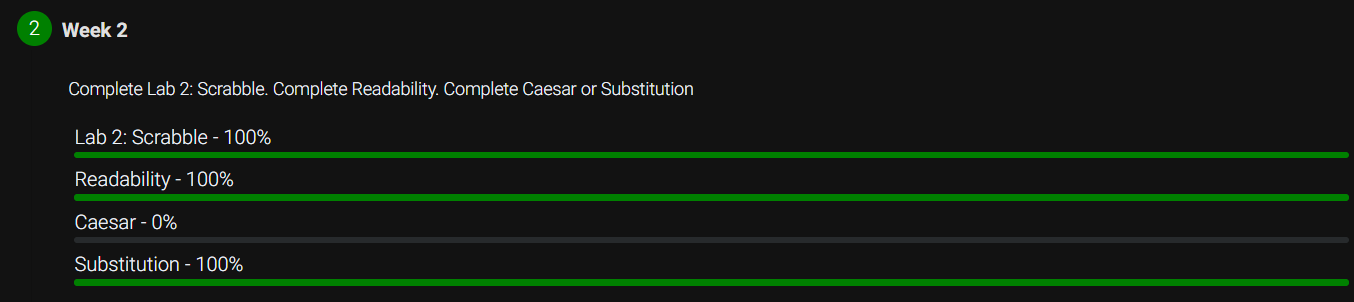 2 Week 2
Complete Lab 2: Scrabble. Complete Readability. Complete Caesar or Substitution
Lab 2: Scrabble - 100%
Readability - 100%
Caesar - 0%
Substitution - 100%